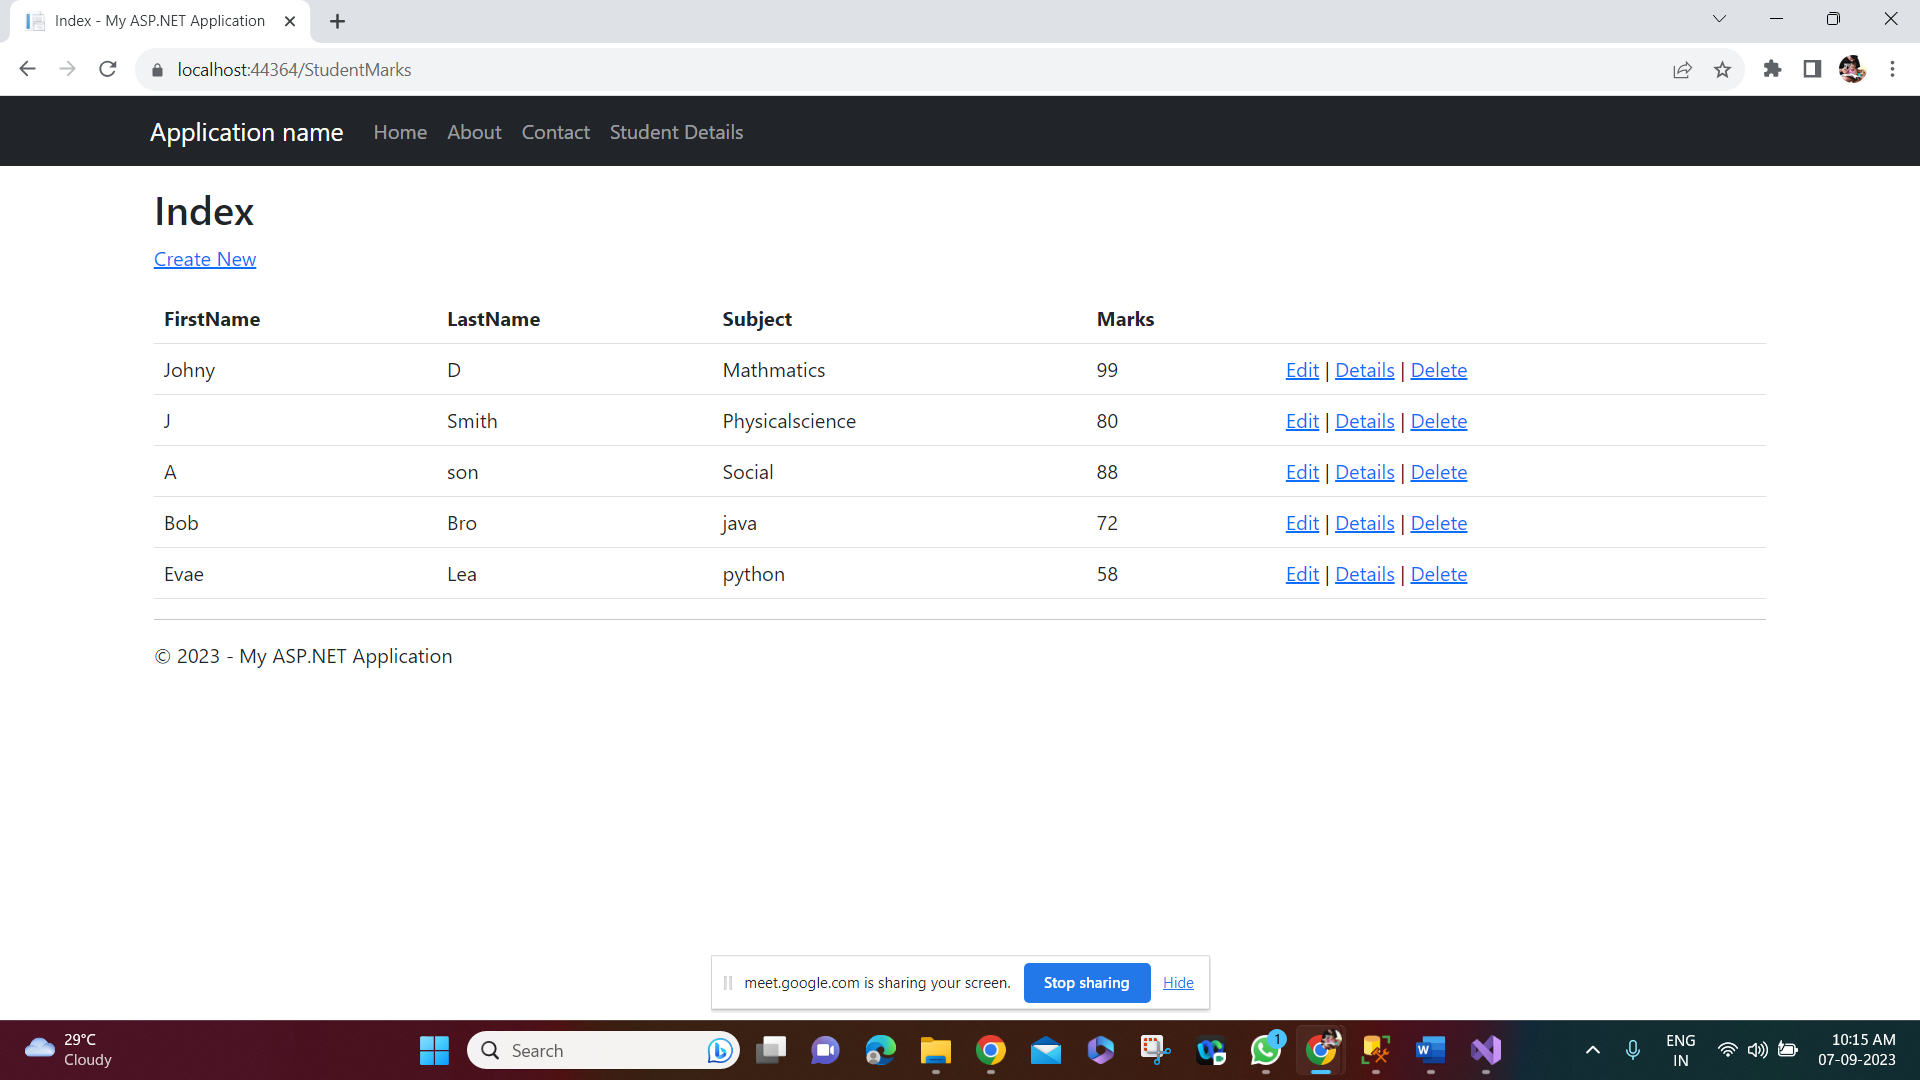 Index - My ASP.NET Application
localhost:44364/StudentMarks
Application name Home About Contact Student Details
Index
Create New
FirstName LastName Subject Marks
Johny D Mathmatics 99 Edit | Details | Delete
J Smith Physicalscience 80 Edit | Details | Delete
A son Social 88 Edit | Details | Delete
Bob Bro java 72 Edit | Details | Delete
Evae Lea python 58 Edit | Details | Delete
© 2023 - My ASP.NET Application
meet.google.com is sharing your screen. Stop sharing Hide
29°C
Cloudy
Search
1
ENG
IN
10:15 AM
07-09-2023